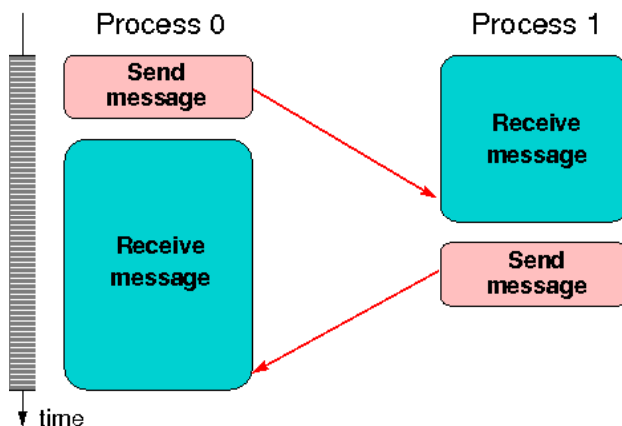 Process 0
Process 1
Send
message
Receive
message
Receive
message
Send
message
time